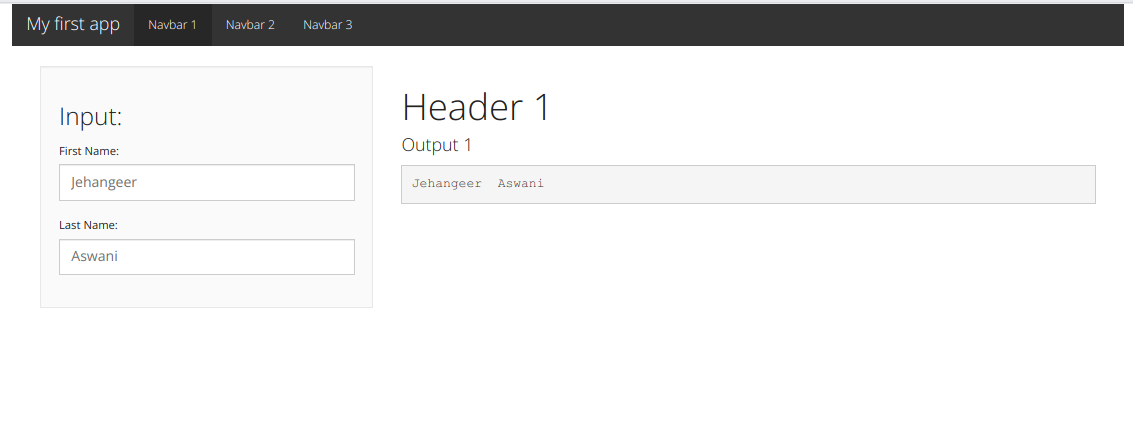 My first app Navbar 1 Navbar 2 Navbar 3
Input:
First Name:
Jehangeer
Last Name:
Aswani
Header 1
Output 1
Jehangeer  Aswani